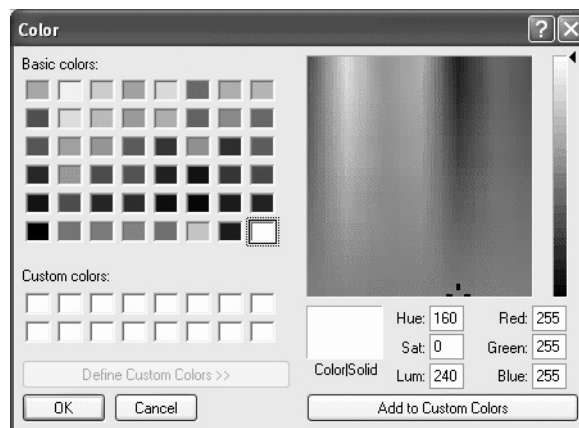 Color
Basic colors:
Custom colors:
Define Custom Colors >>
OK Cancel
Color|Solid
Hue: 160 Red: 255
Sat: 0 Green: 255
Lum: 240 Blue: 255
Add to Custom Colors